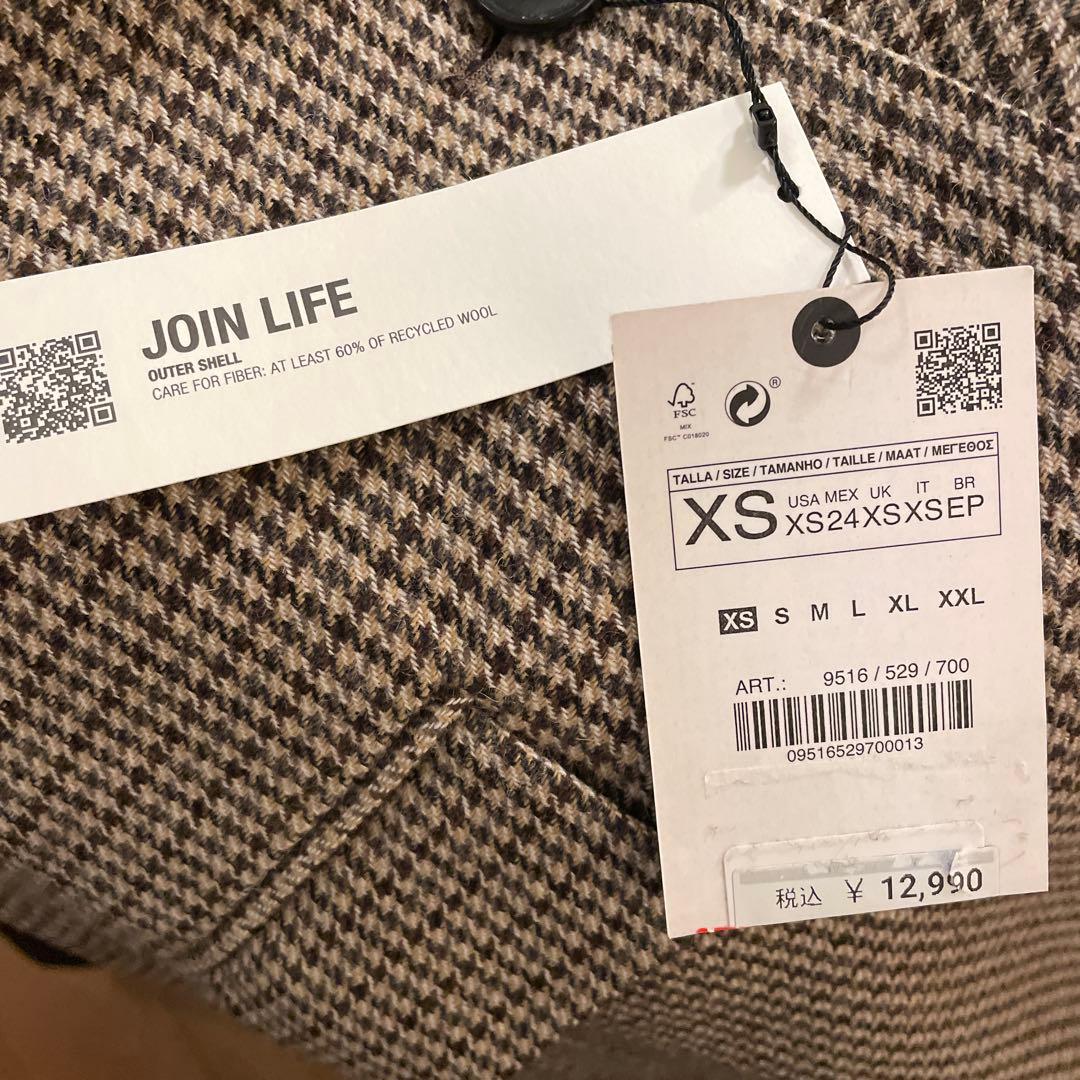 JOIN LIFE
OUTER SHELL
CARE FOR FIBER: AT LEAST 60% OF RECYCLED WOOL
®
FSC
MIX
FSC™ C018020
TALLA / SIZE / TAMANHO / TAILLE / MAAT / ΜΕΓΕΘΟΣ
XS
USA MEX UK IT BR
XS 24 XS XS EP
XS S M L XL XXL
ART.: 9516 / 529 / 700
09516529700013
税込 ¥ 12,990